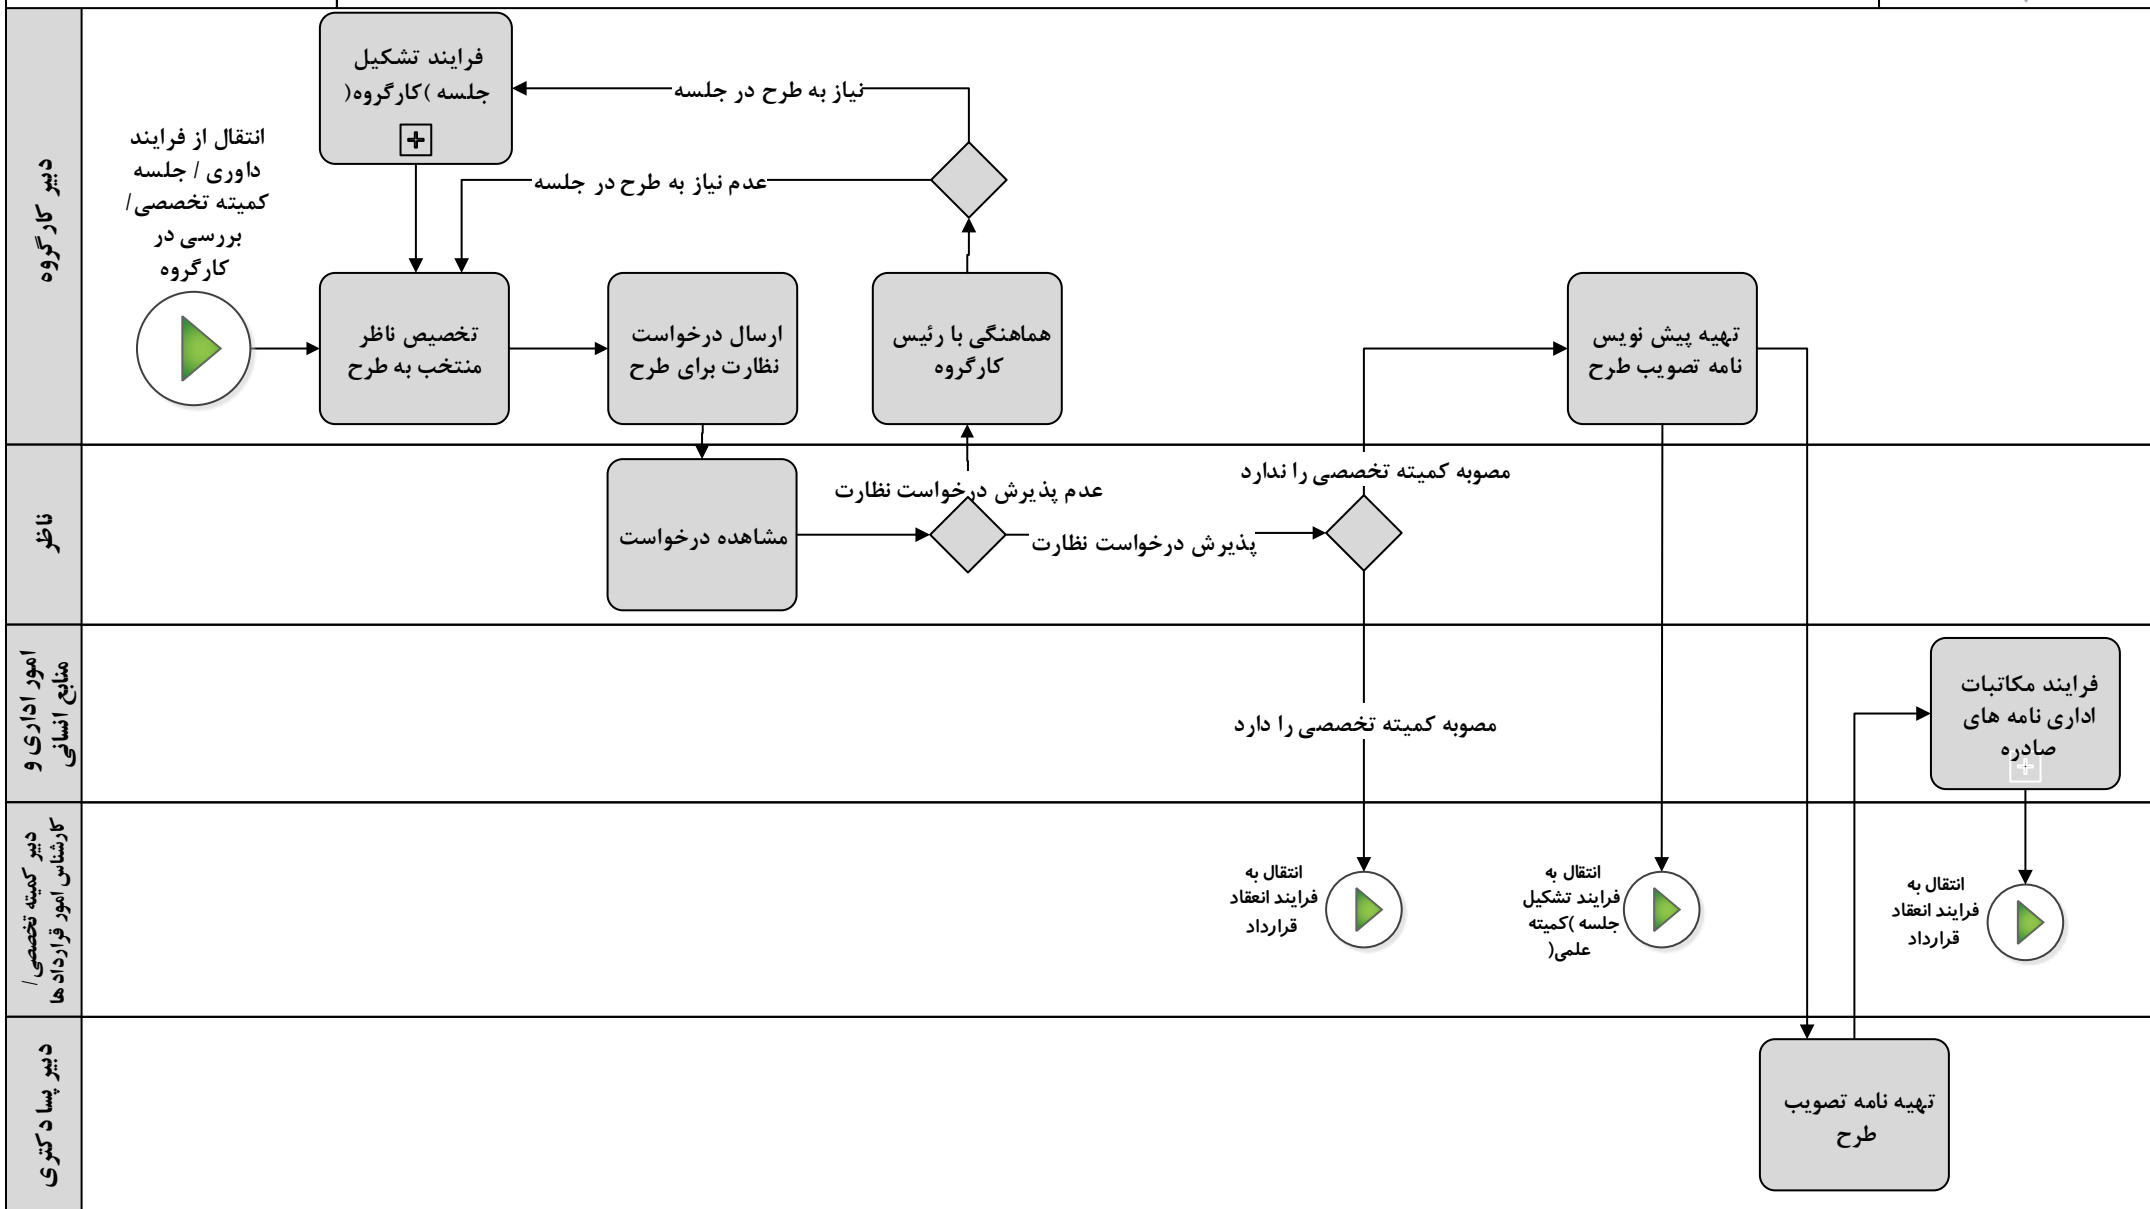 دبیر کارگروه
فرایند تشکیل
جلسه )کارگروه(
نیاز به طرح در جلسه
انتقال از فرایند
داوری / جلسه
کمیته تخصصی/
بررسی در
کارگروه
عدم نیاز به طرح در جلسه
تخصیص ناظر
منتخب به طرح
ارسال درخواست
نظارت برای طرح
هماهنگی با رئیس
کارگروه
تهیه پیش نویس
نامه تصویب طرح
ناظر
مشاهده درخواست
عدم پذیرش درخواست نظارت
پذیرش درخواست نظارت
مصوبه کمیته تخصصی را ندارد
امور اداری و
منابع انسانی
مصوبه کمیته تخصصی را دارد
فرایند مکاتبات
اداری نامه های
صادره
دبیر کمیته تخصصی/
کارشناس امور قراردادها
انتقال به
فرایند انعقاد
قرارداد
انتقال به
فرایند تشکیل
جلسه )کمیته
علمی(
انتقال به
فرایند انعقاد
قرارداد
دبیر پسا دکتری
تهیه نامه تصویب
طرح